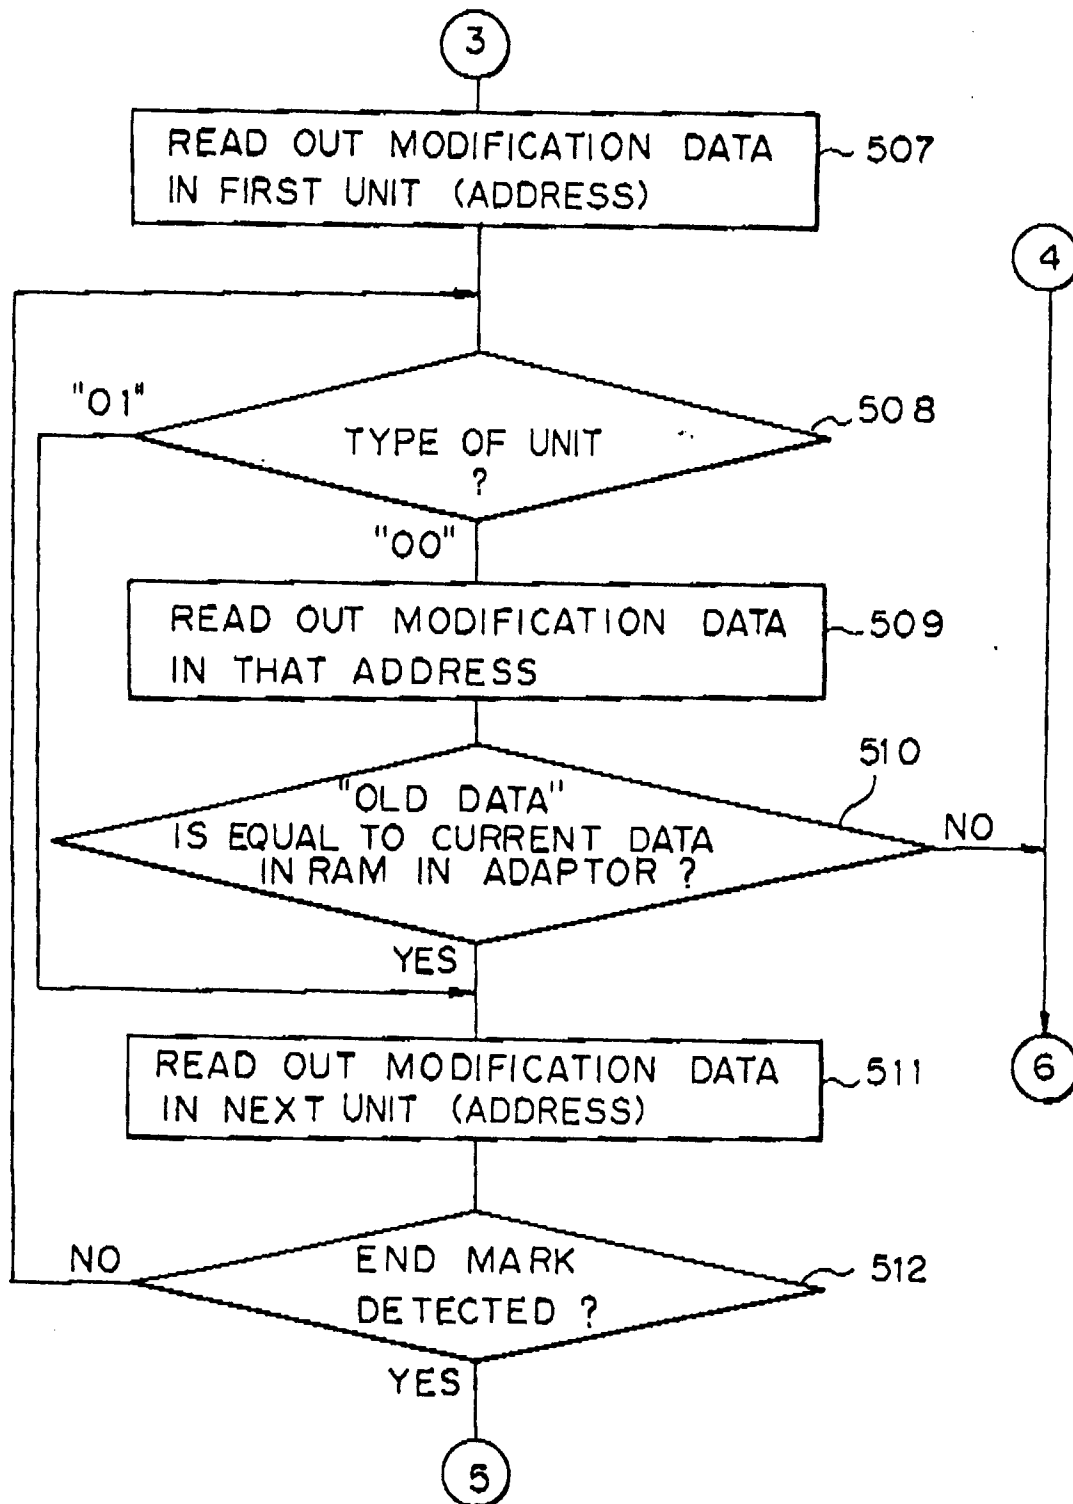 3
READ OUT MODIFICATION DATA
IN FIRST UNIT (ADDRESS)
507
4
"01"
TYPE OF UNIT
?
508
"00"
READ OUT MODIFICATION DATA
IN THAT ADDRESS
509
"OLD DATA"
IS EQUAL TO CURRENT DATA
IN RAM IN ADAPTOR ?
510
NO
YES
READ OUT MODIFICATION DATA
IN NEXT UNIT (ADDRESS)
511
6
NO
END MARK
DETECTED ?
512
YES
5